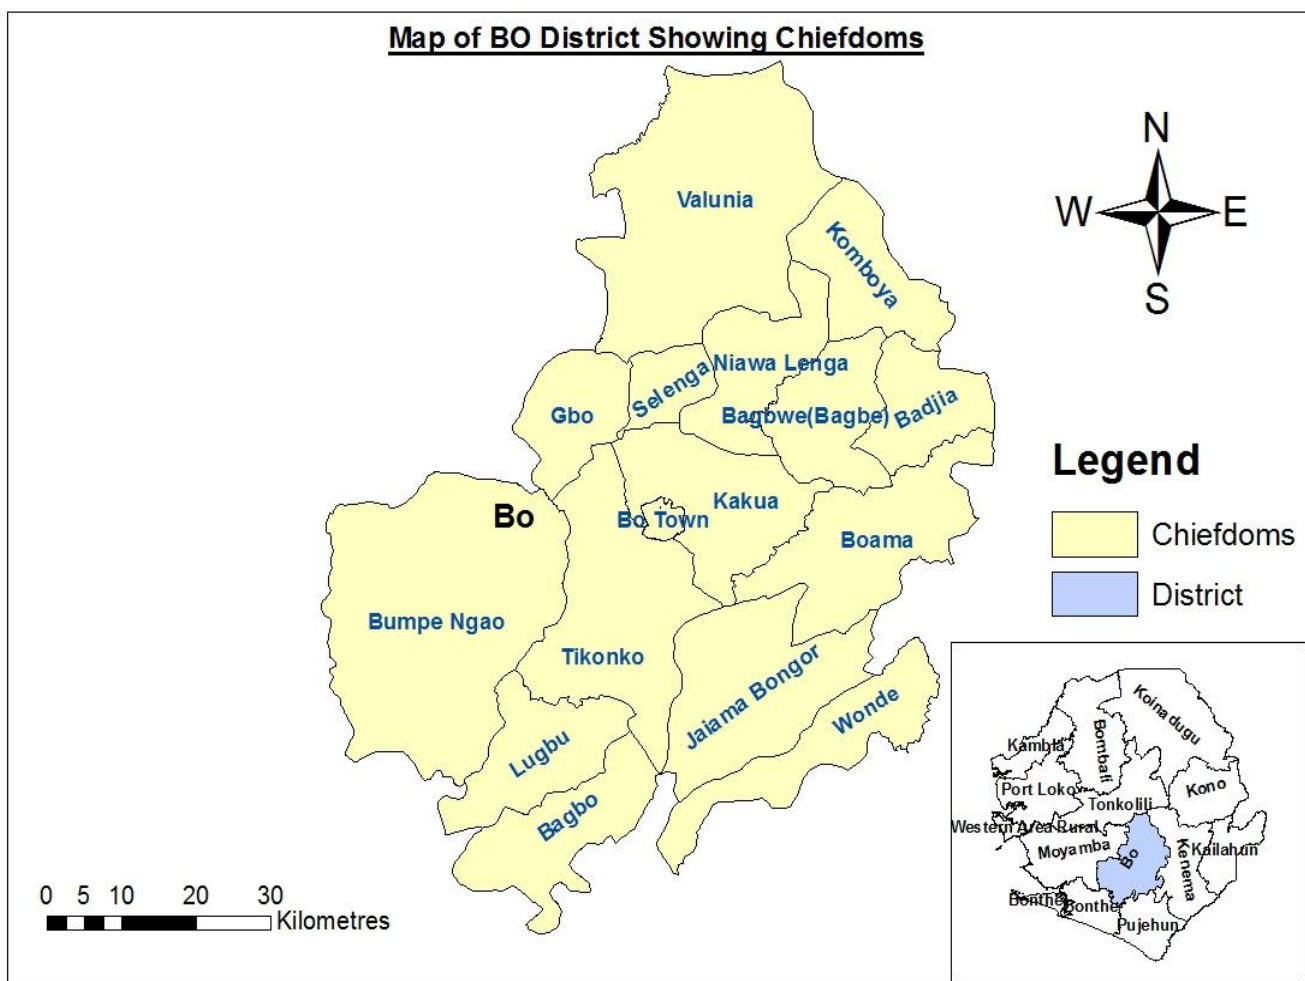 Map of BO District Showing Chiefdoms
N
W
E
S
Valunia
Komboya
Niawa Lenga
Selenga
Gbo
Bagbwe(Bagbe)
Badjia
Kakua
Bo
Bo Town
Boama
Bumpe Ngao
Tikonko
Jaiama Bongor
Wonde
Lugbu
Bagbo
Legend
Chiefdoms
District
0 5 10 20 30
Kilometres
Koinadugu
Bombali
Kambia
Kono
Port Loko
Tonkolili
Western Area Rural
Moyamba
Bo
Kenema
Kailahun
Bonthe
Bonthe
Pujehun